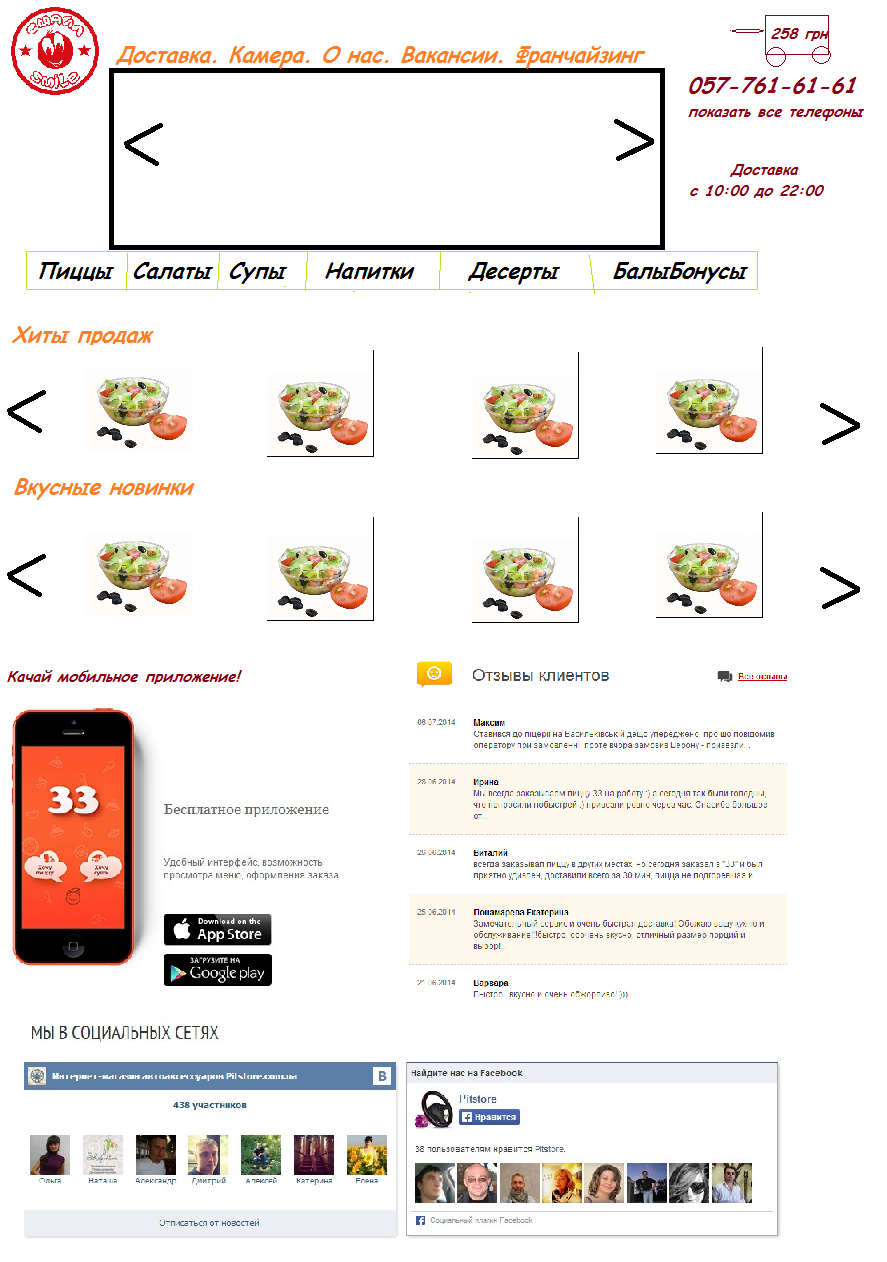 Smile
Доставка. Камера. О нас. Вакансии. Франчайзинг
258 грн
057-761-61-61
показать все телефоны
Доставка
с 10:00 до 22:00
<
>
Пиццы Салаты Супы Напитки Десерты БалыБонусы
Хиты продаж
<
>
Вкусные новинки
<
>
Качай мобильное приложение!
33
Хочу пиццу
Хочу суши
Бесплатное приложение
Удобный интерфейс, возможность
просмотра меню, оформления заказа
Download on the
App Store
ЗАГРУЗИТЕ НА
Google play
Отзывы клиентов
Все отзывы
06.07.2014
Максим
Ставився до піцерії на Васильківській дещо упереджено, про що повідомив
оператору при замовленні, проте вчора замовив Верону - привезли...
28.06.2014
Ирина
Мы всегда заказываем пиццу 33 на работу :) а сегодня так были голодны,
что попросили побыстрей :) привезли ровно через час. Спасибо большое
от...
26.06.2014
Виталий
всегда заказывал пиццу в других местах, но сегодня заказал в "33" и был
приятно удивлен, доставили всего за 30 мин, пицца не подгоревшая и
25.06.2014
Понамарева Екатерина
Замечательный сервис и очень быстрая доставка! Обожаю вашу кухню и
обслуживание!!!быстро, ооочень вкусно, отличный размер порций и
21.06.2014
Варвара
Быстро, вкусно и очень обжорливо! )))
МЫ В СОЦИАЛЬНЫХ СЕТЯХ
Интернет-магазин автоаксессуаров Pitstore.com.ua
B
438 участников
Ольга Наташа Александр Дмитрий Алексей Катерина Елена
Отписаться от новостей
Найдите нас на Facebook
Pitstore
Нравится
38 пользователям нравится Pitstore.
Социальный плагин Facebook